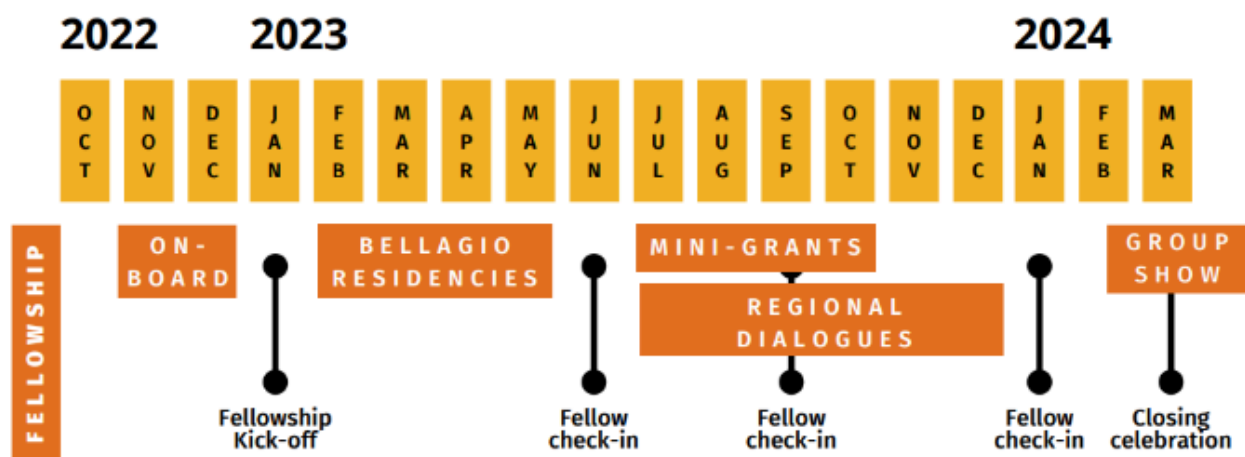 2022 2023 2024
OCT NOV DEC JAN FEB MAR APR MAY JUN JUL AUG SEP OCT NOV DEC JAN FEB MAR
FELLOWSHIP
ON-
BOARD
BELLAGIO
RESIDENCIES
MINI-GRANTS
REGIONAL
DIALOGUES
GROUP
SHOW
Fellowship
Kick-off
Fellow
check-in
Fellow
check-in
Fellow
check-in
Closing
celebration